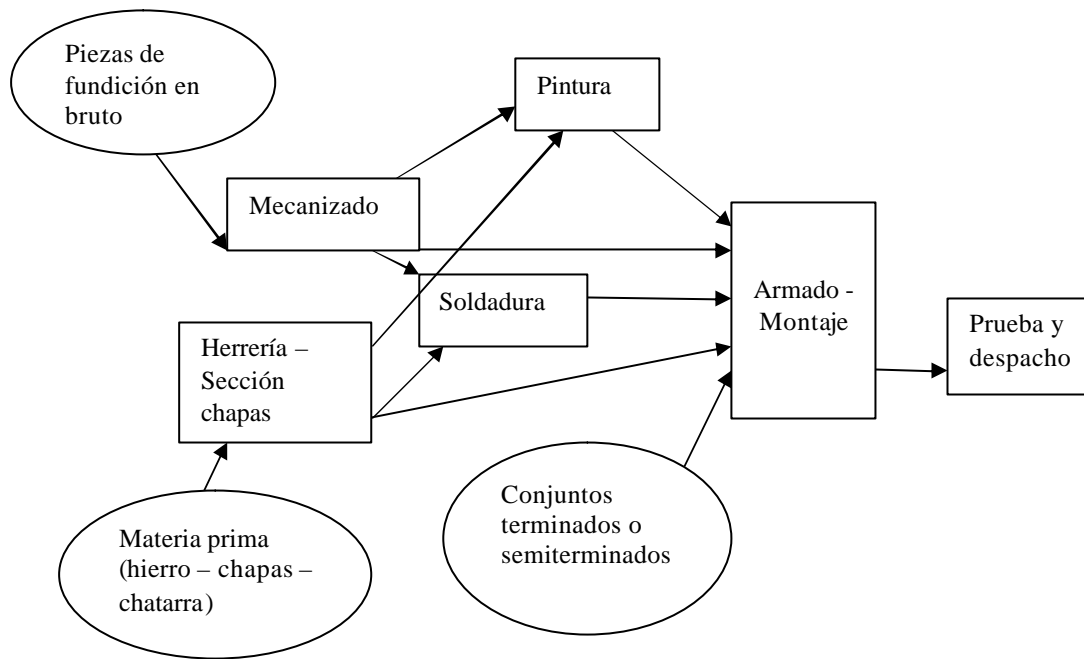 Piezas de
fundición en
bruto
Pintura
Mecanizado
Soldadura
Armado -
Montaje
Prueba y
despacho
Herrería –
Sección
chapas
Conjuntos
terminados o
semiterminados
Materia prima
(hierro – chapas –
chatarra)